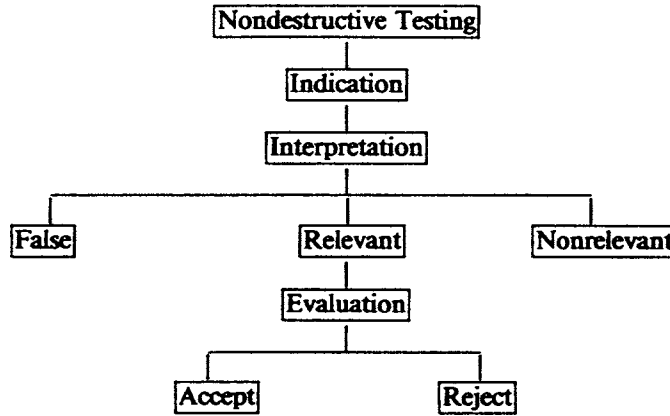 Nondestructive Testing
Indication
Interpretation
False
Relevant
Nonrelevant
Evaluation
Accept
Reject